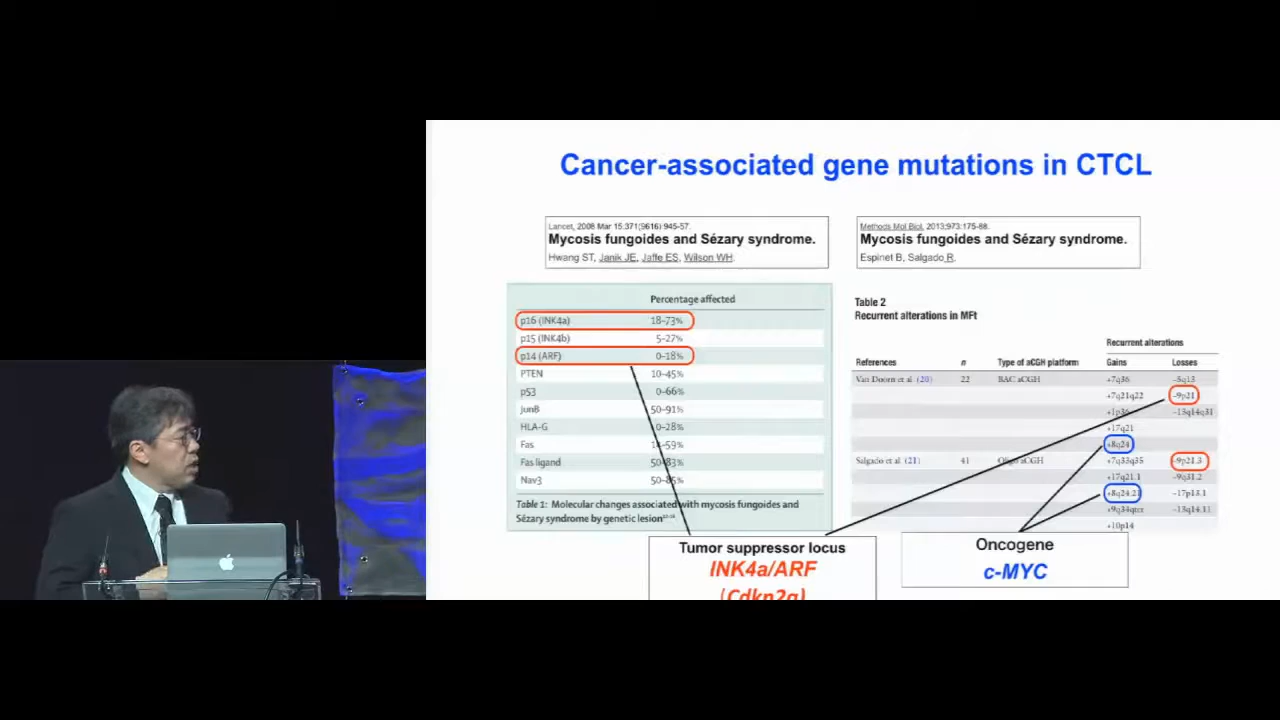 Cancer-associated gene mutations in CTCL
Lancet, 2008 Mar 15;371(9616):945-57.
Mycosis fungoides and Sézary syndrome.
Hwang ST, Janik JE, Jaffe ES, Wilson WH.
Methods Mol Biol. 2013;973:175-88.
Mycosis fungoides and Sézary syndrome.
Espinet B, Salgado R.
Percentage affected
p16 (INK4a) 18–73%
p15 (INK4b) 5–27%
p14 (ARF) 0–18%
PTEN 10–45%
p53 0–66%
JunB 50–91%
HLA-G 0–28%
Fas
Fas ligand 50–83%
Nav3 50–85%
Table 1: Molecular changes associated with mycosis fungoides and
Sézary syndrome by genetic lesion
Table 2
Recurrent alterations in MFt
Recurrent alterations
References n Type of aCGH platform Gains Losses
Van Doorn et al. (20) 22 BAC aCGH +7q36 −5q13
+7q21q22 −9p21
+1p36 −13q14q31
+17q21
+8q24
Salgado et al. (21) 41 Oligo aCGH +7q33q35 −9p21.3
+17q21.1 −9q31.2
+8q24.21 −17p13.1
+9q34qter −13q14.11
+10p14
Tumor suppressor locus
INK4a/ARF
(Cdkn2a)
Oncogene
c-MYC